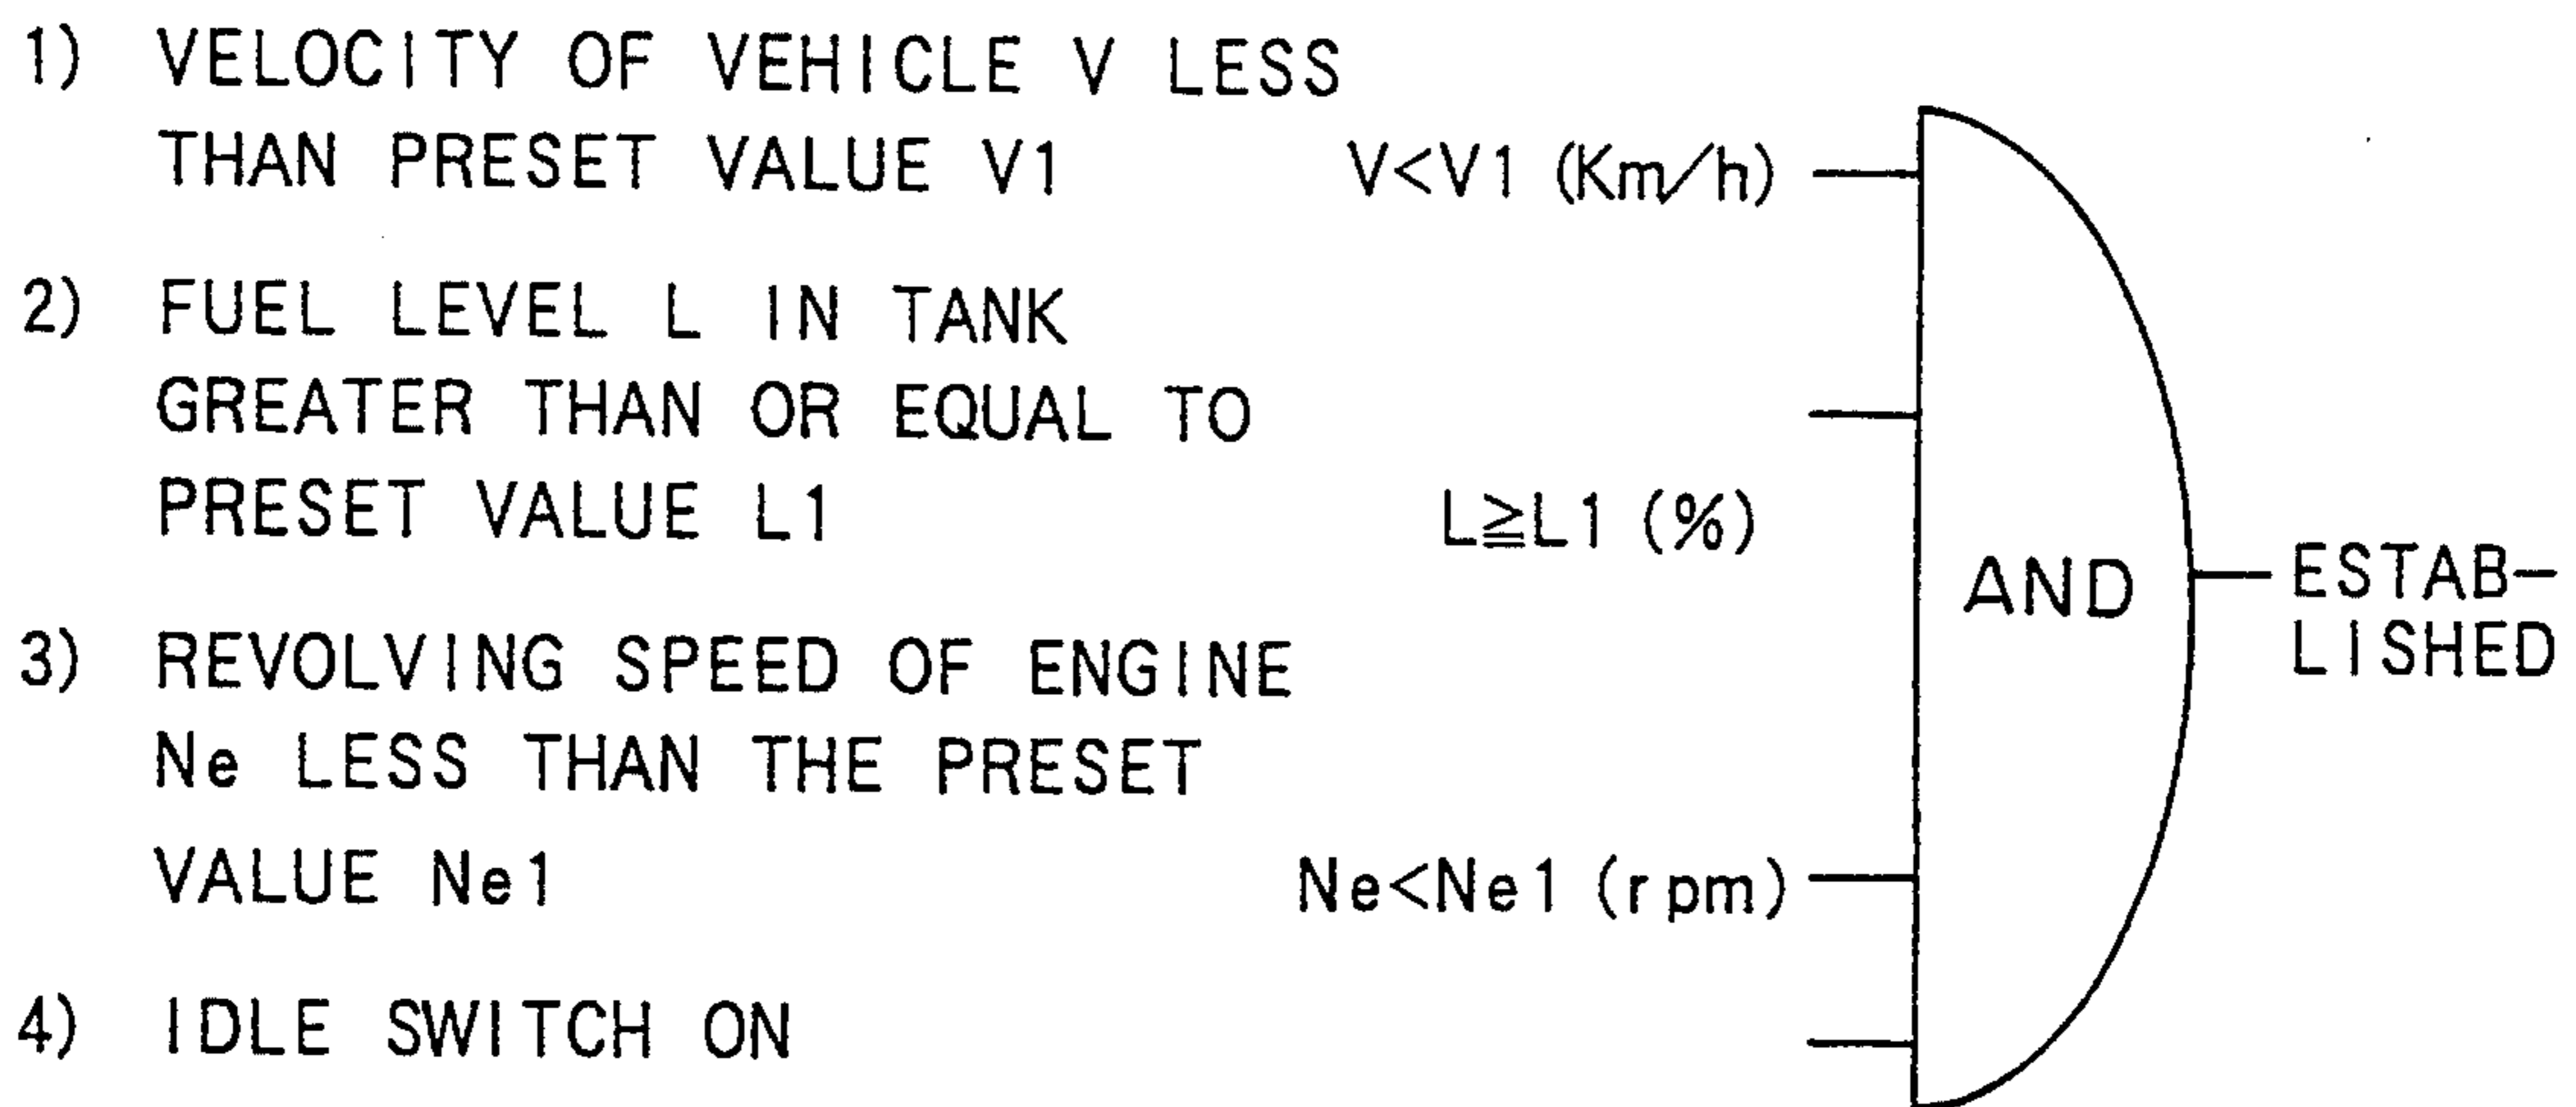 1) VELOCITY OF VEHICLE V LESS
THAN PRESET VALUE V1
V<V1 (Km/h)
2) FUEL LEVEL L IN TANK
GREATER THAN OR EQUAL TO
PRESET VALUE L1
L≧L1 (%)
3) REVOLVING SPEED OF ENGINE
Ne LESS THAN THE PRESET
VALUE Ne1
Ne<Ne1 (rpm)
4) IDLE SWITCH ON
AND
ESTAB-
LISHED